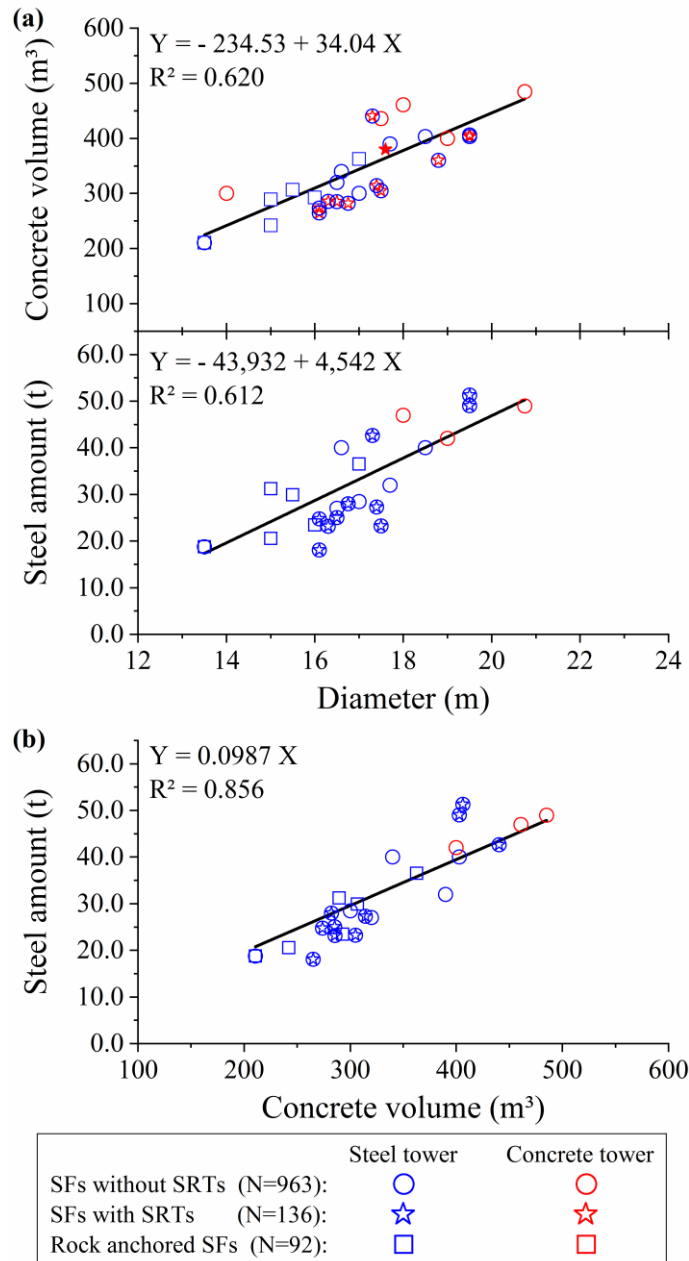 (a)
Y = - 234.53 + 34.04 X
R² = 0.620
Concrete volume (m³)
600
500
400
300
200
100
Y = - 43,932 + 4,542 X
R² = 0.612
Steel amount (t)
60.0
50.0
40.0
30.0
20.0
10.0
0.0
12 14 16 18 20 22 24
Diameter (m)
(b)
Y = 0.0987 X
R² = 0.856
Steel amount (t)
60.0
50.0
40.0
30.0
20.0
10.0
0.0
100 200 300 400 500 600
Concrete volume (m³)
Steel tower Concrete tower
SFs without SRTs (N=963):
SFs with SRTs (N=136):
Rock anchored SFs (N=92):